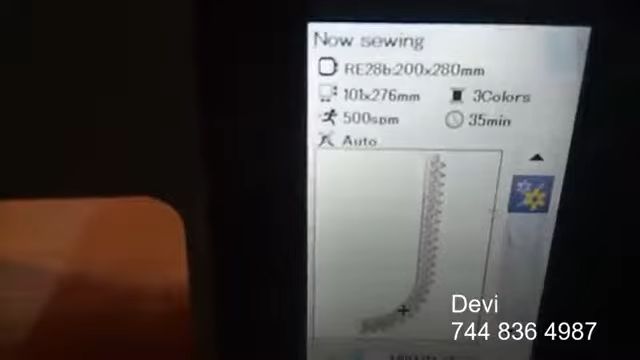 Now sewing
RE28b:200x280mm
101x276mm 3Colors
500spm 35min
Auto
Devi
744 836 4987